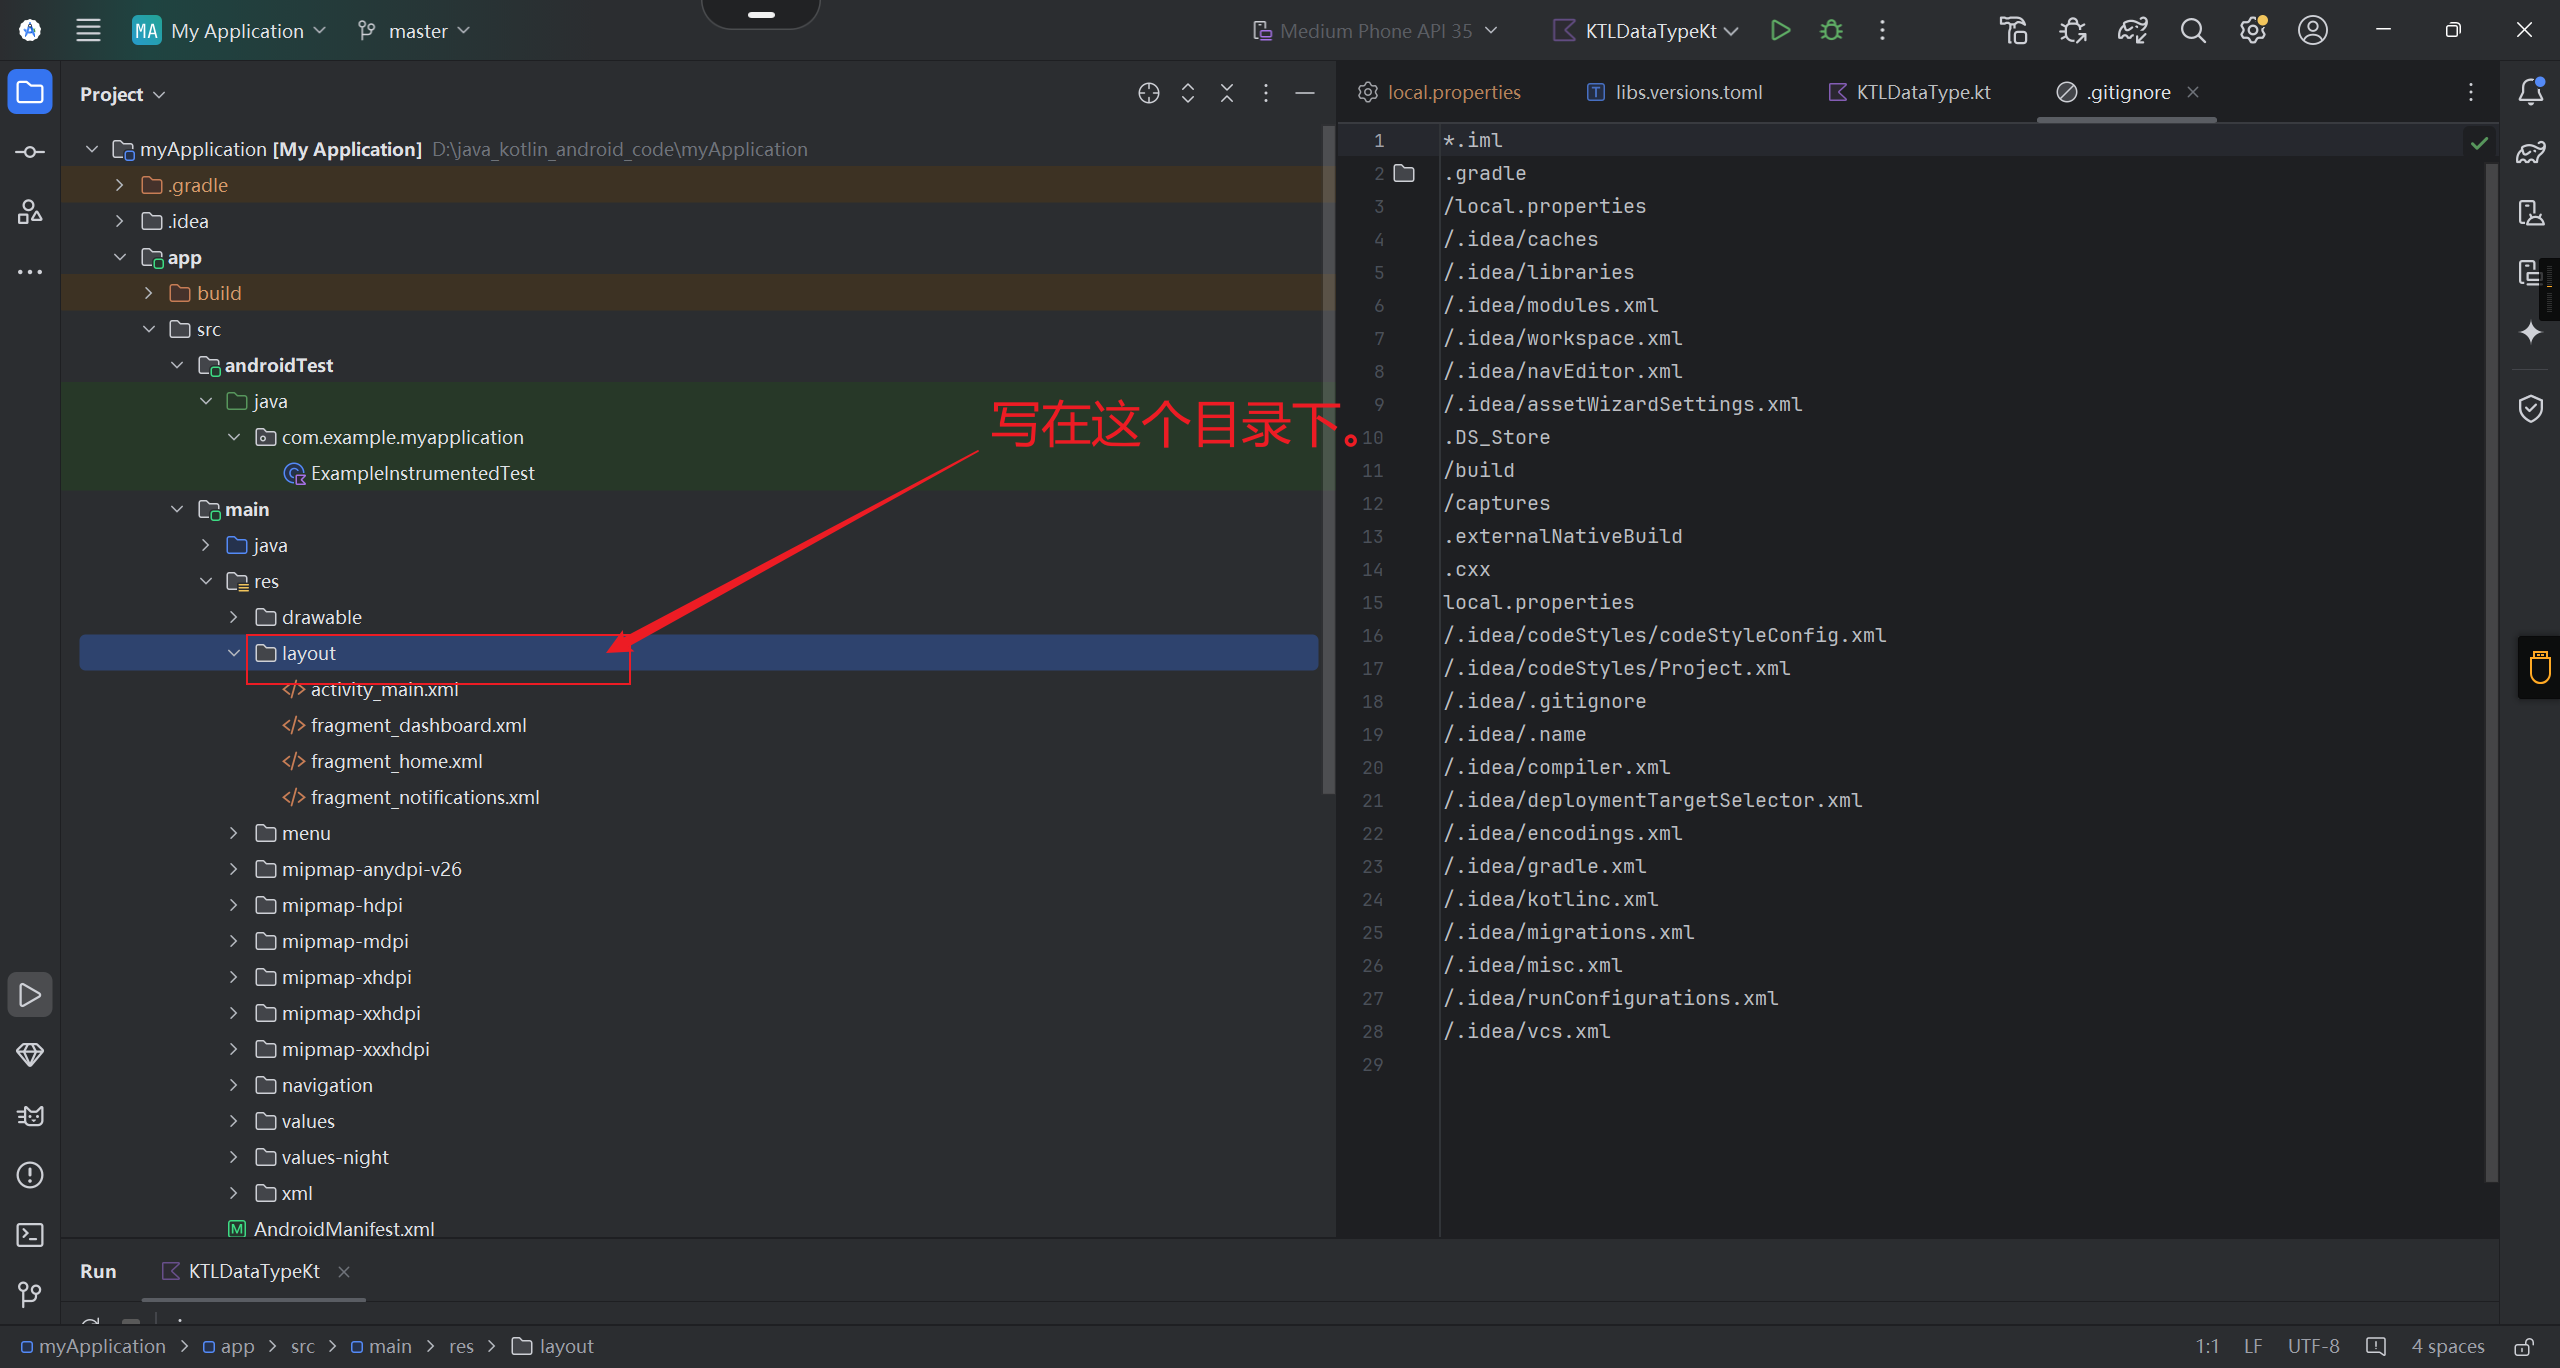 MA My Application master Medium Phone API 35 KTLDataTypeKt
Project
myApplication [My Application] D:\java_kotlin_android_code\myApplication
.gradle
.idea
app
build
src
androidTest
java
com.example.myapplication
ExampleInstrumentedTest
main
java
res
drawable
layout
activity_main.xml
fragment_dashboard.xml
fragment_home.xml
fragment_notifications.xml
menu
mipmap-anydpi-v26
mipmap-hdpi
mipmap-mdpi
mipmap-xhdpi
mipmap-xxhdpi
mipmap-xxxhdpi
navigation
values
values-night
xml
AndroidManifest.xml
写在这个目录下。
local.properties libs.versions.toml KTLDataType.kt .gitignore
1 *.iml
2 .gradle
3 /local.properties
4 /.idea/caches
5 /.idea/libraries
6 /.idea/modules.xml
7 /.idea/workspace.xml
8 /.idea/navEditor.xml
9 /.idea/assetWizardSettings.xml
10 .DS_Store
11 /build
12 /captures
13 .externalNativeBuild
14 .cxx
15 local.properties
16 /.idea/codeStyles/codeStyleConfig.xml
17 /.idea/codeStyles/Project.xml
18 /.idea/.gitignore
19 /.idea/.name
20 /.idea/compiler.xml
21 /.idea/deploymentTargetSelector.xml
22 /.idea/encodings.xml
23 /.idea/gradle.xml
24 /.idea/kotlinc.xml
25 /.idea/migrations.xml
26 /.idea/misc.xml
27 /.idea/runConfigurations.xml
28 /.idea/vcs.xml
29
Run KTLDataTypeKt
myApplication app src main res layout 1:1 LF UTF-8 4 spaces